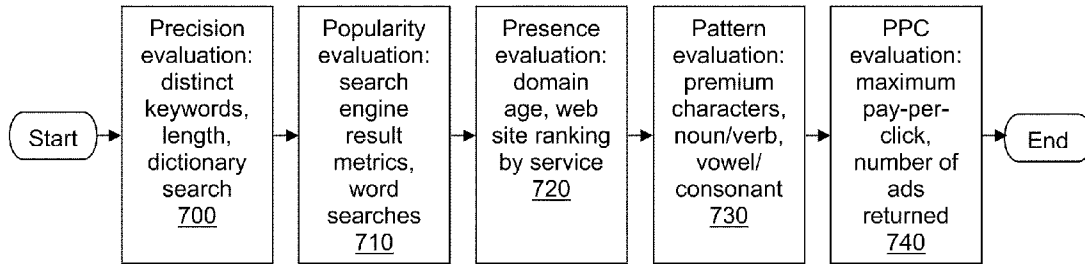 Start
Precision
evaluation:
distinct
keywords,
length,
dictionary
search
700
Popularity
evaluation:
search
engine
result
metrics,
word
searches
710
Presence
evaluation:
domain
age, web
site ranking
by service
720
Pattern
evaluation:
premium
characters,
noun/verb,
vowel/
consonant
730
PPC
evaluation:
maximum
pay-per-
click,
number of
ads
returned
740
End